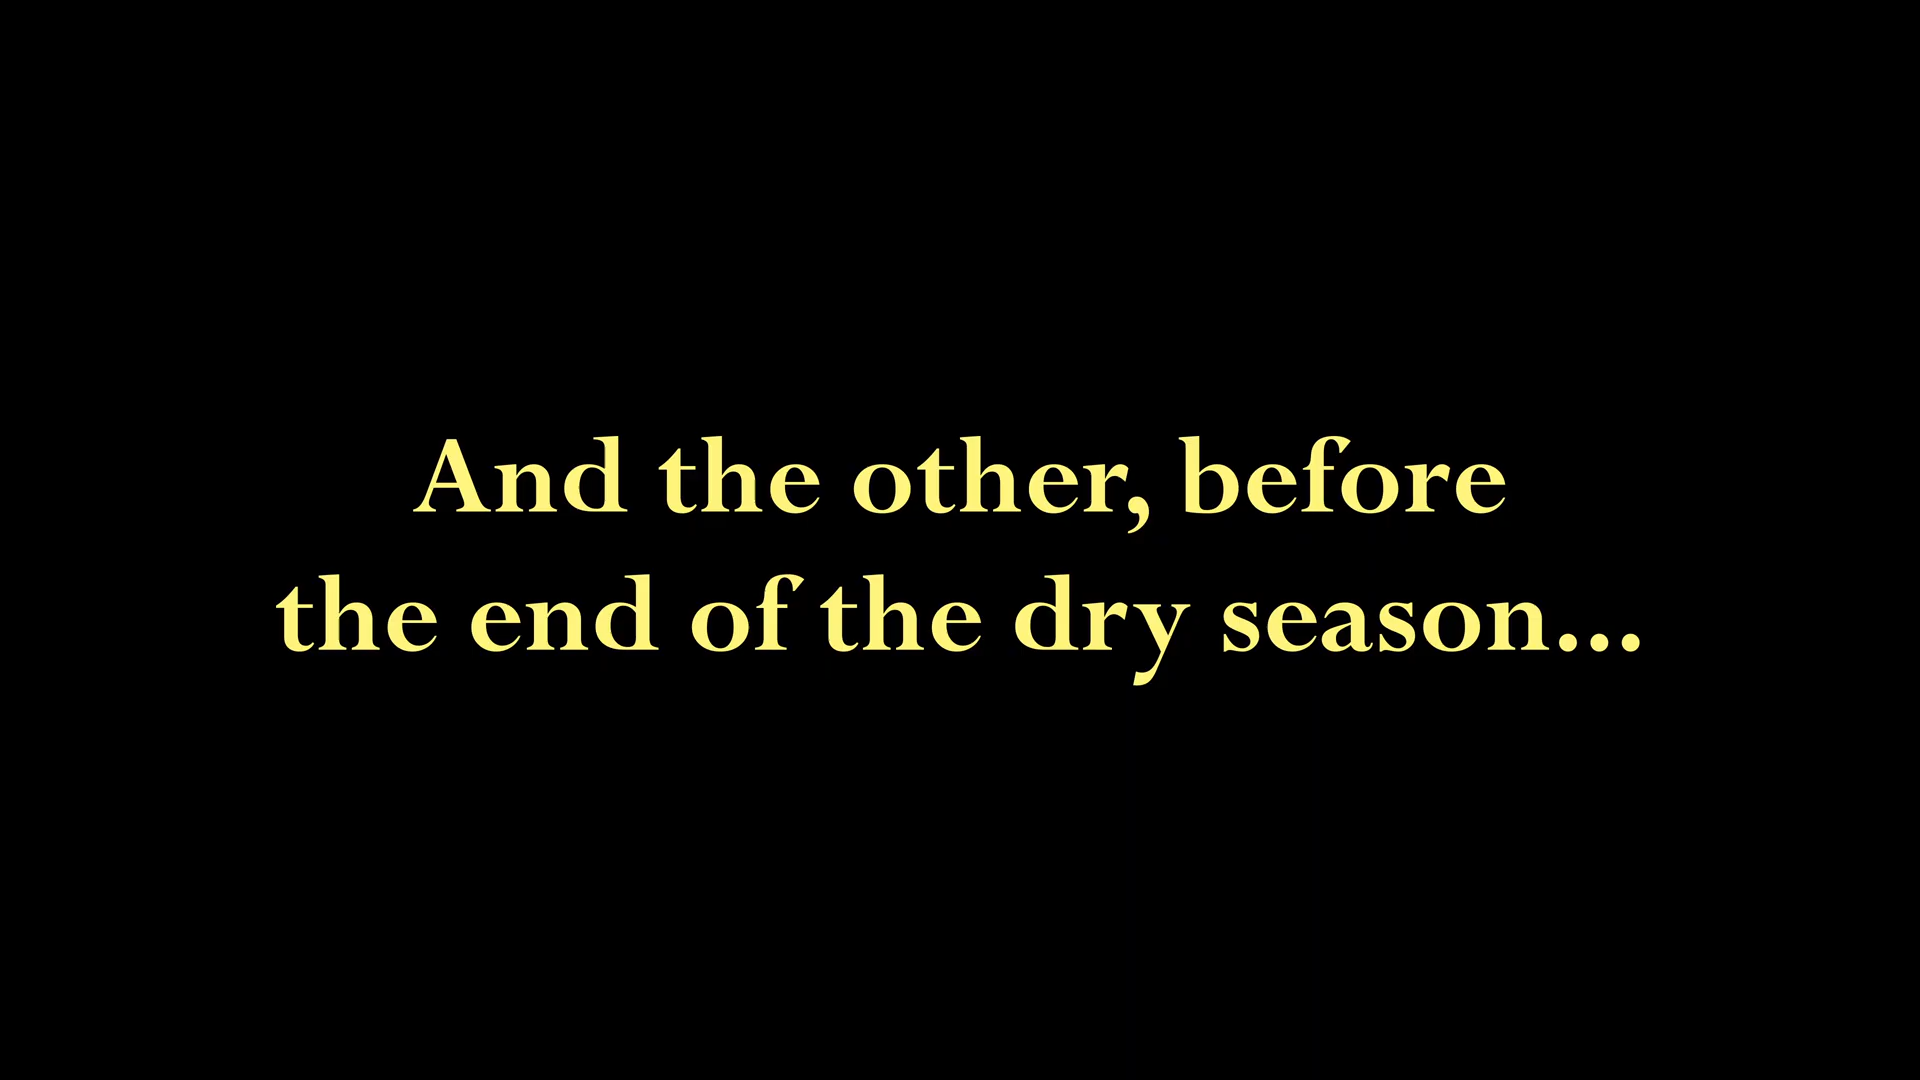 And the other, before
the end of the dry season...